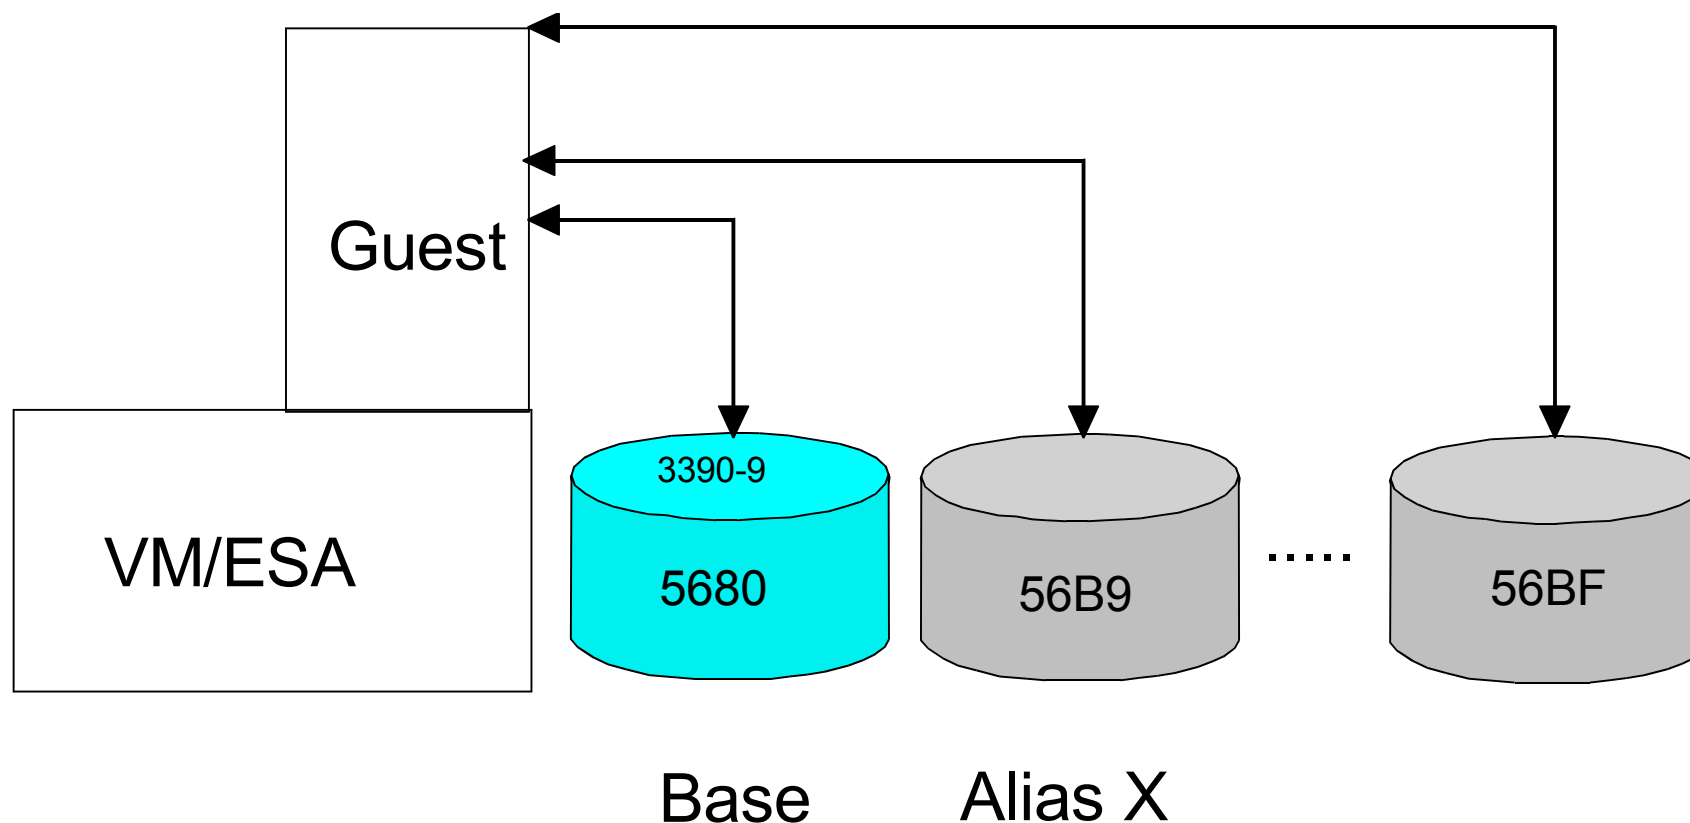 Guest
3390-9
VM/ESA
5680
56B9
.....
56BF
Base
Alias X